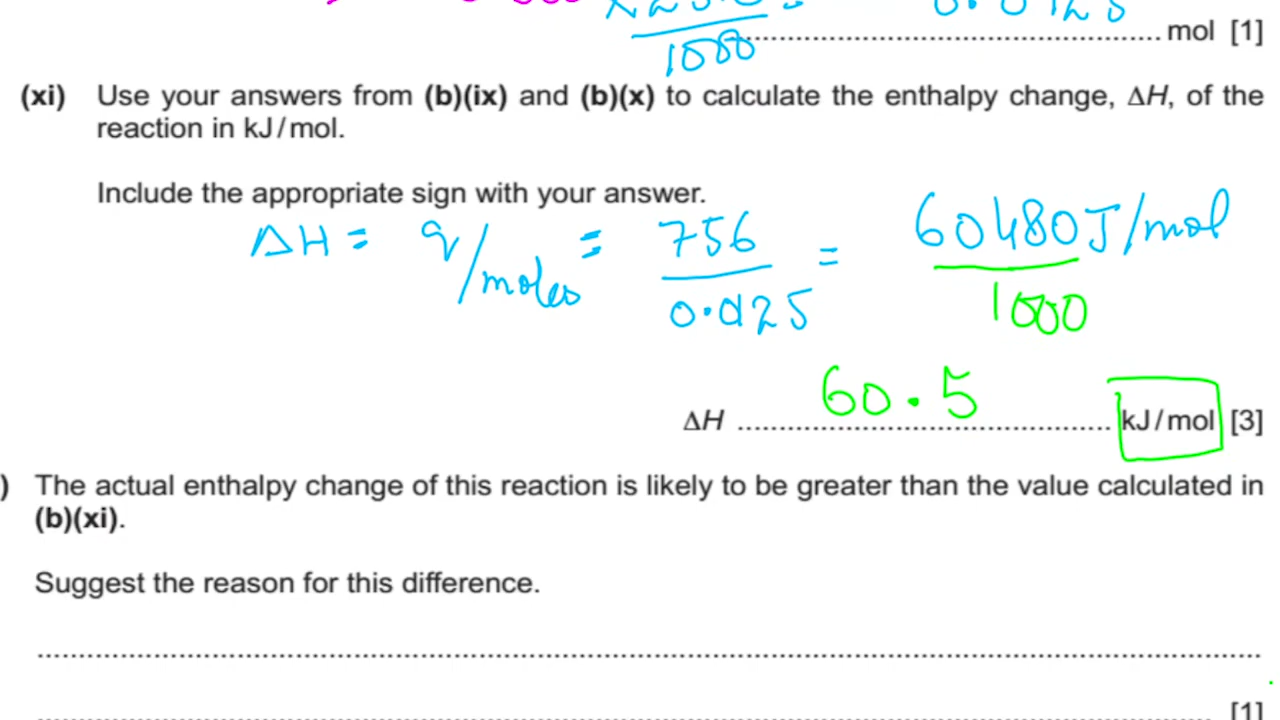 1000 mol [1]
(xi) Use your answers from (b)(ix) and (b)(x) to calculate the enthalpy change, ΔH, of the
reaction in kJ/mol.
Include the appropriate sign with your answer.
ΔH = q/moles = 756/0.0125 = 60480J/mol/1000
ΔH 60.5 kJ/mol [3]
) The actual enthalpy change of this reaction is likely to be greater than the value calculated in
(b)(xi).
Suggest the reason for this difference.
[1]